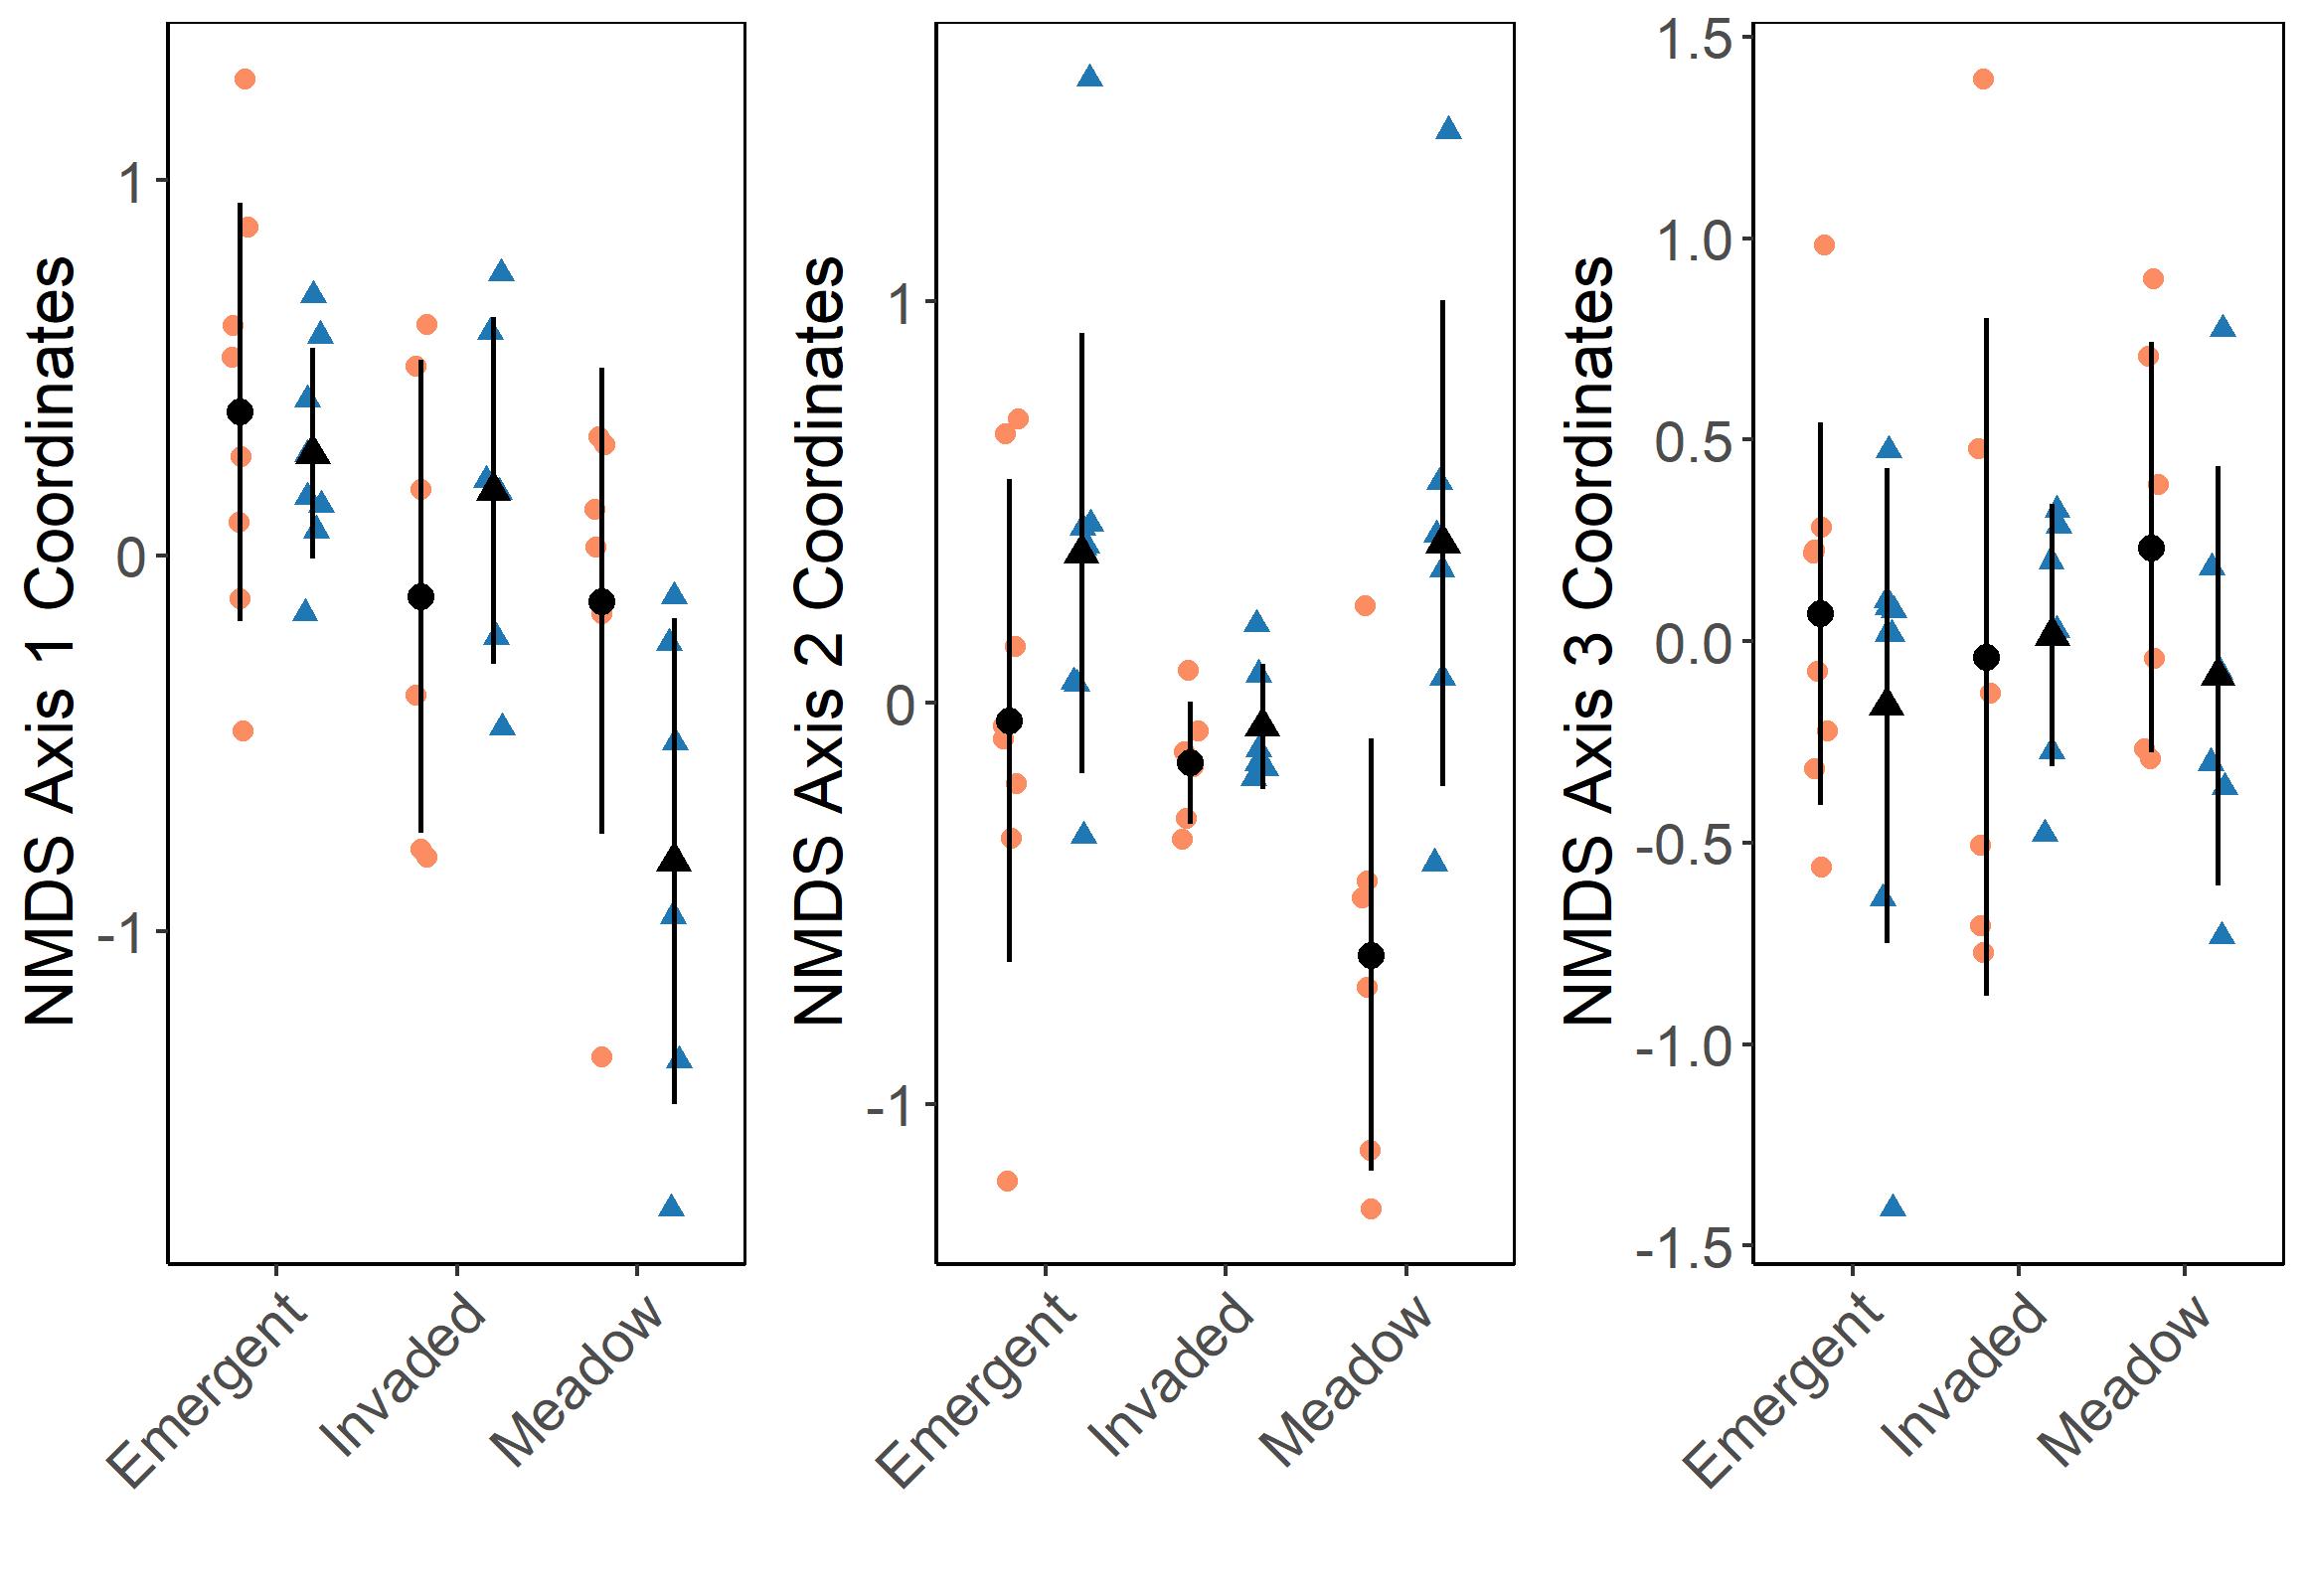 NMDS Axis 1 Coordinates
1
0
-1
Emergent
Invaded
Meadow
NMDS Axis 2 Coordinates
1
0
-1
Emergent
Invaded
Meadow
NMDS Axis 3 Coordinates
1.5
1.0
0.5
0.0
-0.5
-1.0
-1.5
Emergent
Invaded
Meadow